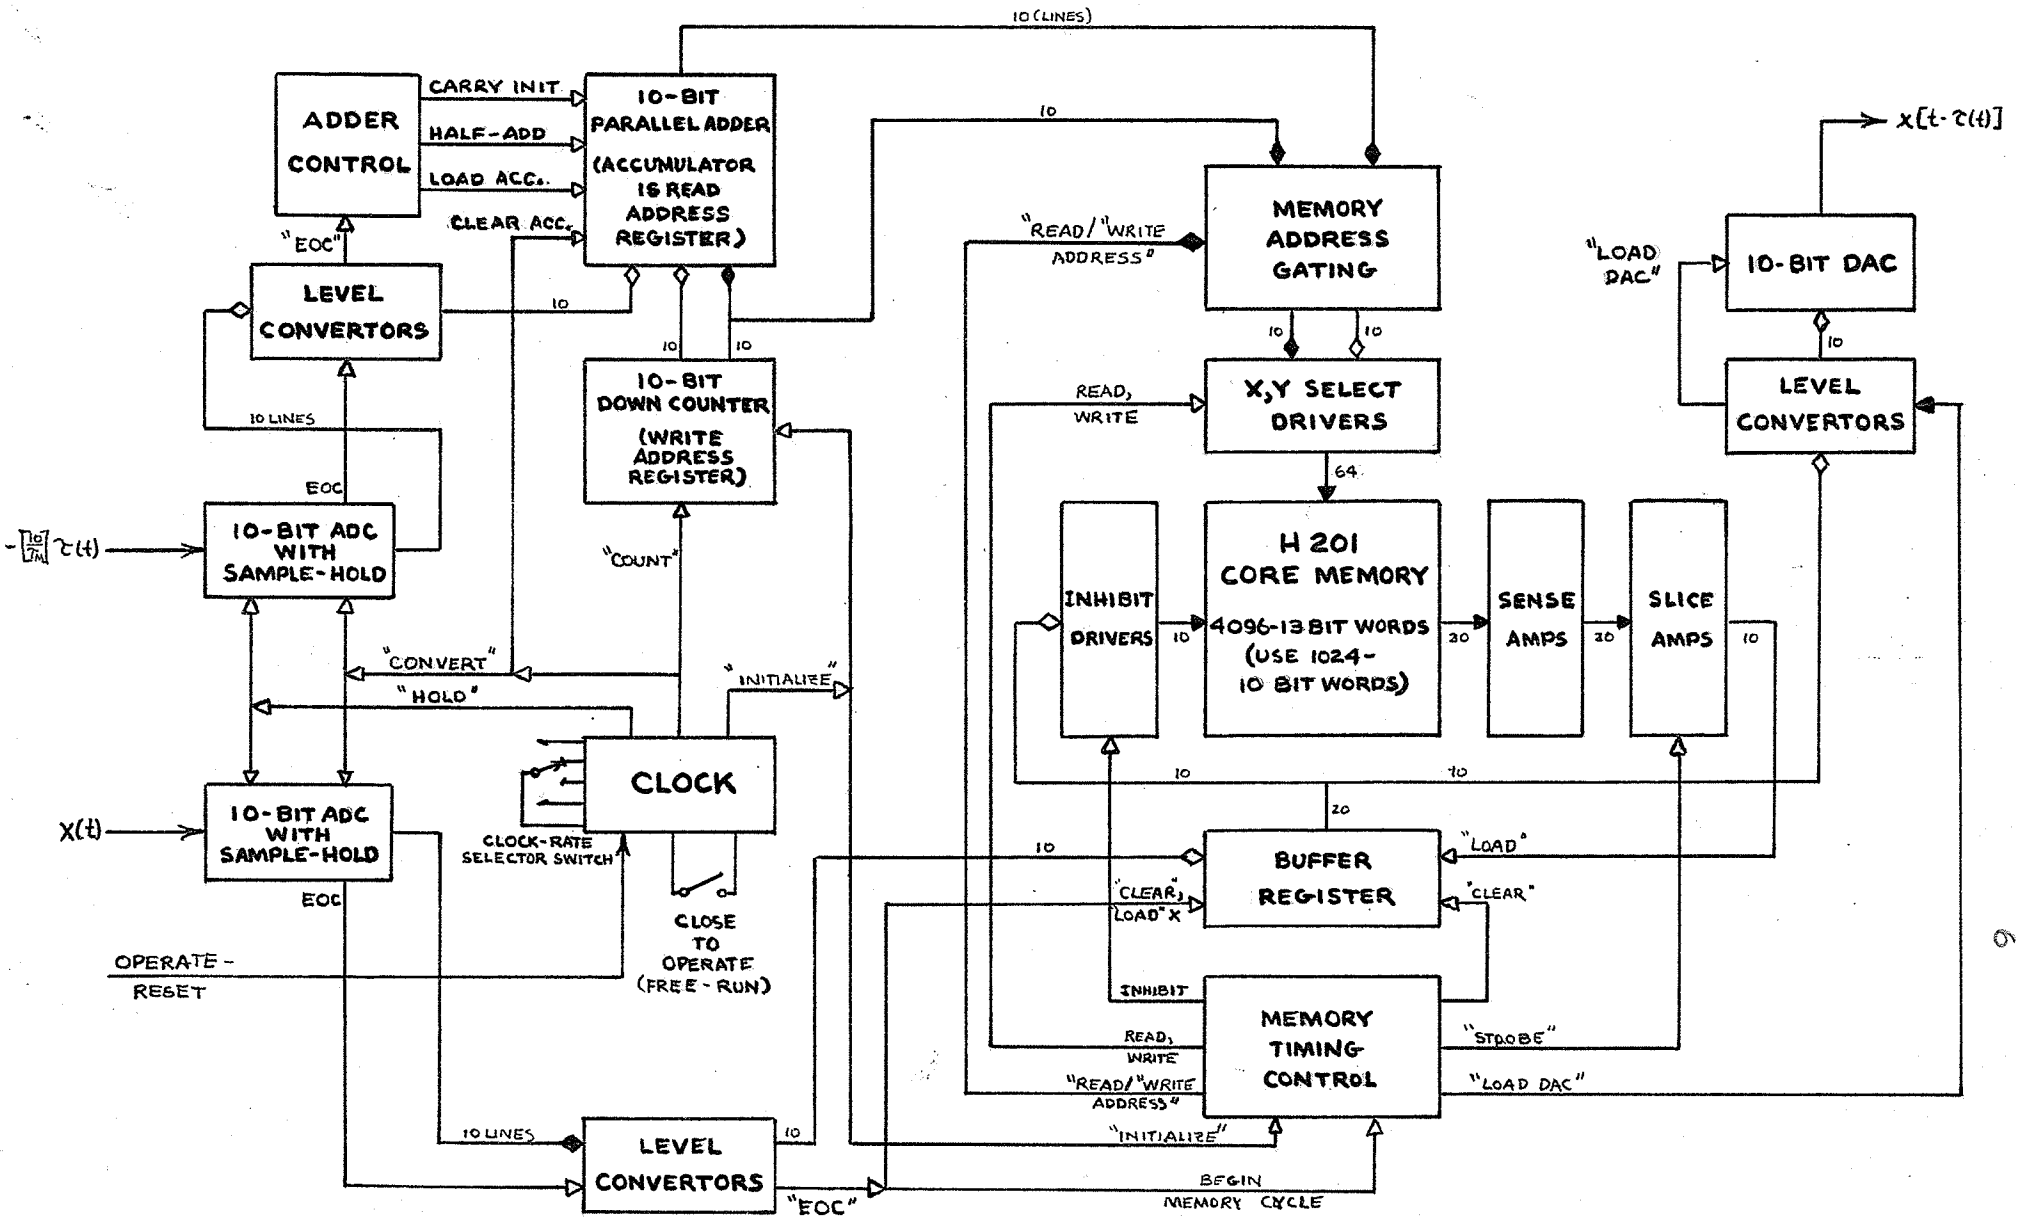 10 (LINES)
CARRY INIT
HALF-ADD
LOAD ACC.
CLEAR ACC.
ADDER
CONTROL
10-BIT
PARALLEL ADDER
(ACCUMULATOR
IS READ
ADDRESS
REGISTER)
10
"EOC"
LEVEL
CONVERTORS
10
10 LINES
EOC
10
10
10-BIT
DOWN COUNTER
(WRITE
ADDRESS
REGISTER)
10-BIT ADC
WITH
SAMPLE-HOLD
"COUNT"
"CONVERT"
"HOLD"
"INITIALIZE"
X(t)
10-BIT ADC
WITH
SAMPLE-HOLD
EOC
CLOCK
CLOCK-RATE
SELECTOR SWITCH
CLOSE
TO
OPERATE
(FREE-RUN)
OPERATE-
RESET
10 LINES
LEVEL
CONVERTORS
10
"EOC"
MEMORY
ADDRESS
GATING
"READ/"WRITE
ADDRESS"
10
10
READ,
WRITE
X,Y SELECT
DRIVERS
64
INHIBIT
DRIVERS
10
H 201
CORE MEMORY
4096-13 BIT WORDS
(USE 1024-
10 BIT WORDS)
20
SENSE
AMPS
20
SLICE
AMPS
10
10
10
20
10
BUFFER
REGISTER
"LOAD"
"CLEAR"
"CLEAR",
LOAD" X
INHIBIT
READ,
WRITE
"READ/"WRITE
ADDRESS"
MEMORY
TIMING
CONTROL
"STROBE"
"LOAD DAC"
"INITIALIZE"
BEGIN
MEMORY CYCLE
X[t-τ(t)]
"LOAD
DAC"
10-BIT DAC
10
LEVEL
CONVERTORS
-[10/τM] τ(t)
9